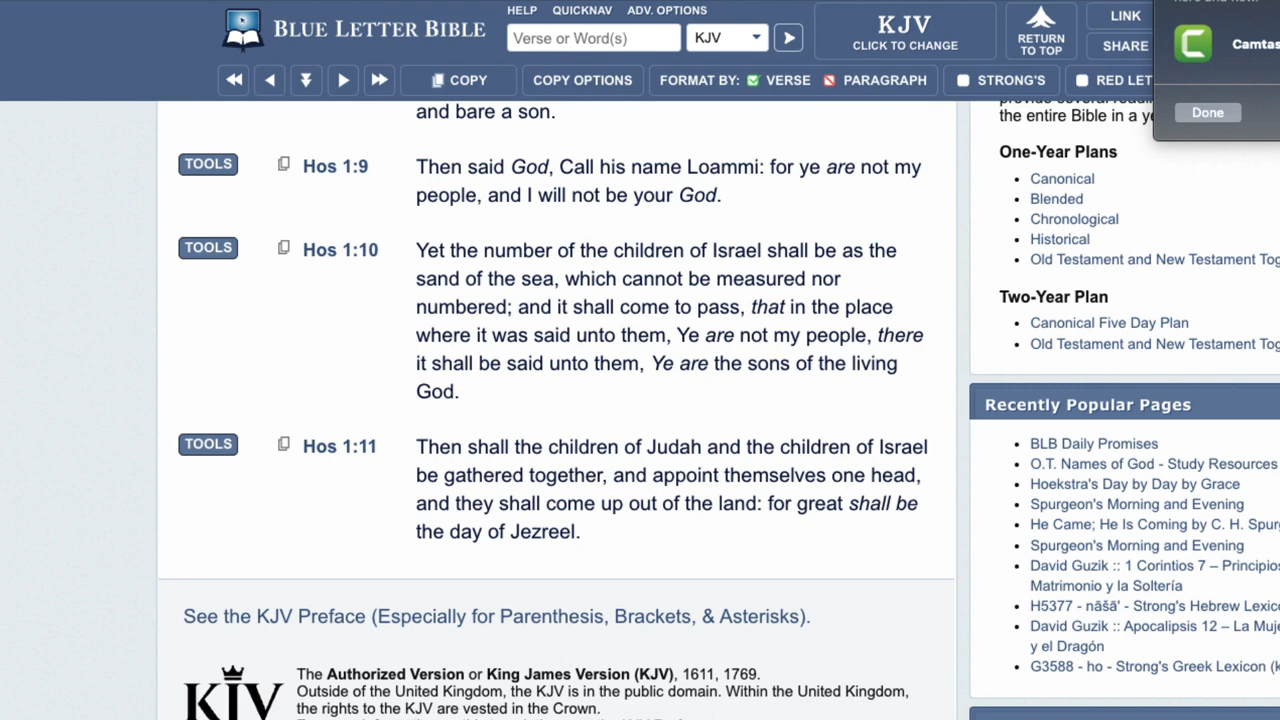 HELP QUICKNAV ADV. OPTIONS
BLUE LETTER BIBLE
Verse or Word(s)
KJV
KJV
CLICK TO CHANGE
RETURN
TO TOP
LINK
SHARE
COPY
COPY OPTIONS
FORMAT BY: VERSE PARAGRAPH
STRONG'S
RED LET
Done
and bare a son.
TOOLS Hos 1:9 Then said God, Call his name Loammi: for ye are not my
people, and I will not be your God.
TOOLS Hos 1:10 Yet the number of the children of Israel shall be as the
sand of the sea, which cannot be measured nor
numbered; and it shall come to pass, that in the place
where it was said unto them, Ye are not my people, there
it shall be said unto them, Ye are the sons of the living
God.
TOOLS Hos 1:11 Then shall the children of Judah and the children of Israel
be gathered together, and appoint themselves one head,
and they shall come up out of the land: for great shall be
the day of Jezreel.
See the KJV Preface (Especially for Parenthesis, Brackets, & Asterisks).
KJV
The Authorized Version or King James Version (KJV), 1611, 1769.
Outside of the United Kingdom, the KJV is in the public domain. Within the United Kingdom,
the rights to the KJV are vested in the Crown.
the entire Bible in a ye
One-Year Plans
Canonical
Blended
Chronological
Historical
Old Testament and New Testament Tog
Two-Year Plan
Canonical Five Day Plan
Old Testament and New Testament Tog
Recently Popular Pages
BLB Daily Promises
O.T. Names of God - Study Resources
Hoekstra's Day by Day by Grace
Spurgeon's Morning and Evening
He Came; He Is Coming by C. H. Spurg
Spurgeon's Morning and Evening
David Guzik :: 1 Corintios 7 – Principios
Matrimonio y la Soltería
H5377 - nāšā' - Strong's Hebrew Lexico
David Guzik :: Apocalipsis 12 – La Muje
y el Dragón
G3588 - ho - Strong's Greek Lexicon (k